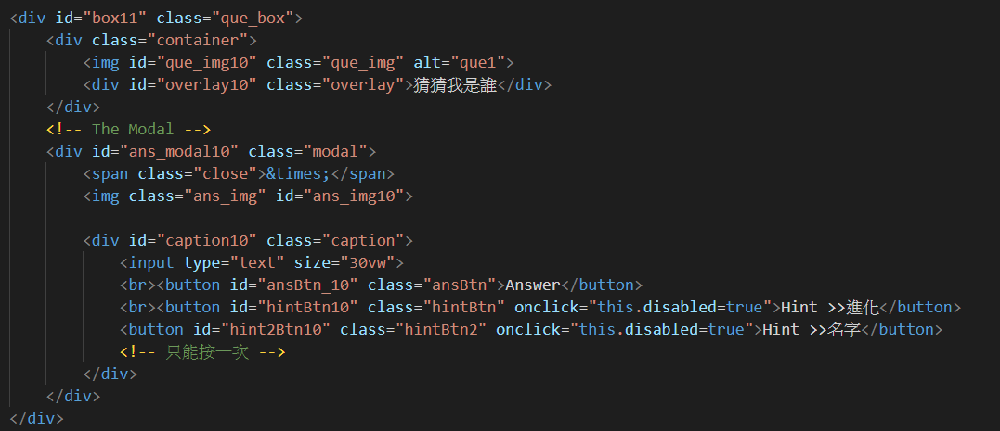 <div id="box11" class="que_box">
<div class="container">
<img id="que_img10" class="que_img" alt="que1">
<div id="overlay10" class="overlay">猜猜我是誰</div>
</div>
<!-- The Modal -->
<div id="ans_modal10" class="modal">
<span class="close">&times;</span>
<img class="ans_img" id="ans_img10">
<div id="caption10" class="caption">
<input type="text" size="30vw">
<br><button id="ansBtn_10" class="ansBtn">Answer</button>
<br><button id="hintBtn10" class="hintBtn" onclick="this.disabled=true">Hint >>進化</button>
<button id="hint2Btn10" class="hintBtn2" onclick="this.disabled=true">Hint >>名字</button>
<!-- 只能按一次 -->
</div>
</div>
</div>